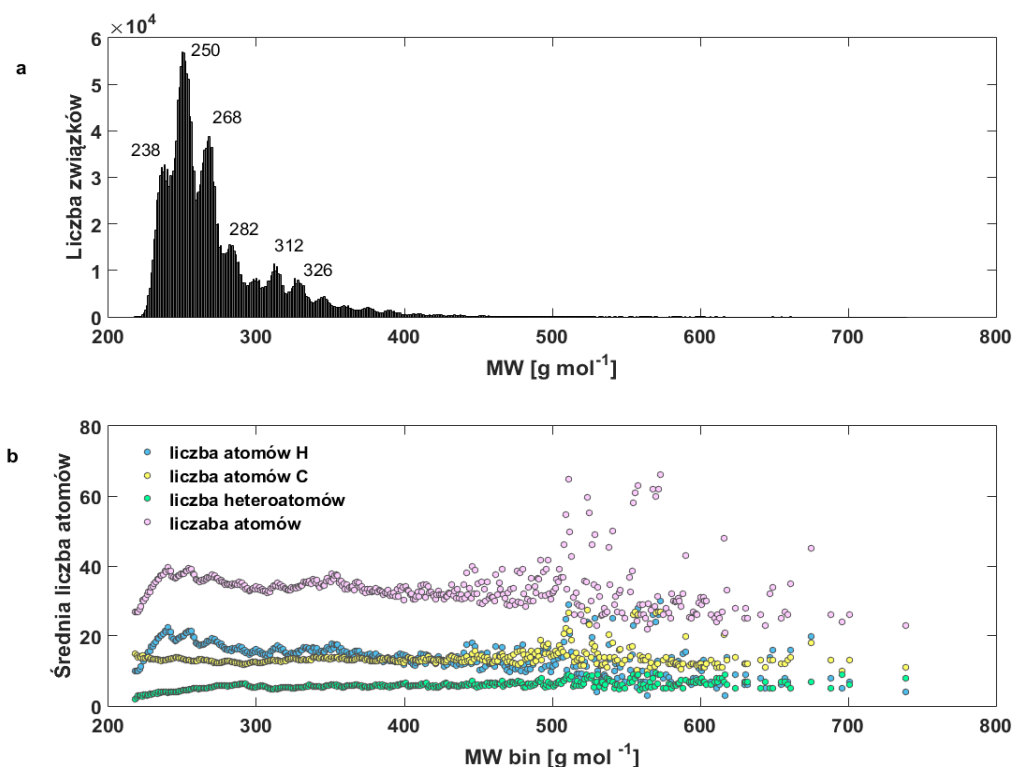 ×10⁴
a
6
5
4
3
2
1
0
Liczba związków
238
250
268
282
312
326
200 300 400 500 600 700 800
MW [g mol⁻¹]
b
80
60
40
20
0
Średnia liczba atomów
liczba atomów H
liczba atomów C
liczba heteroatomów
liczaba atomów
200 300 400 500 600 700 800
MW bin [g mol ⁻¹]